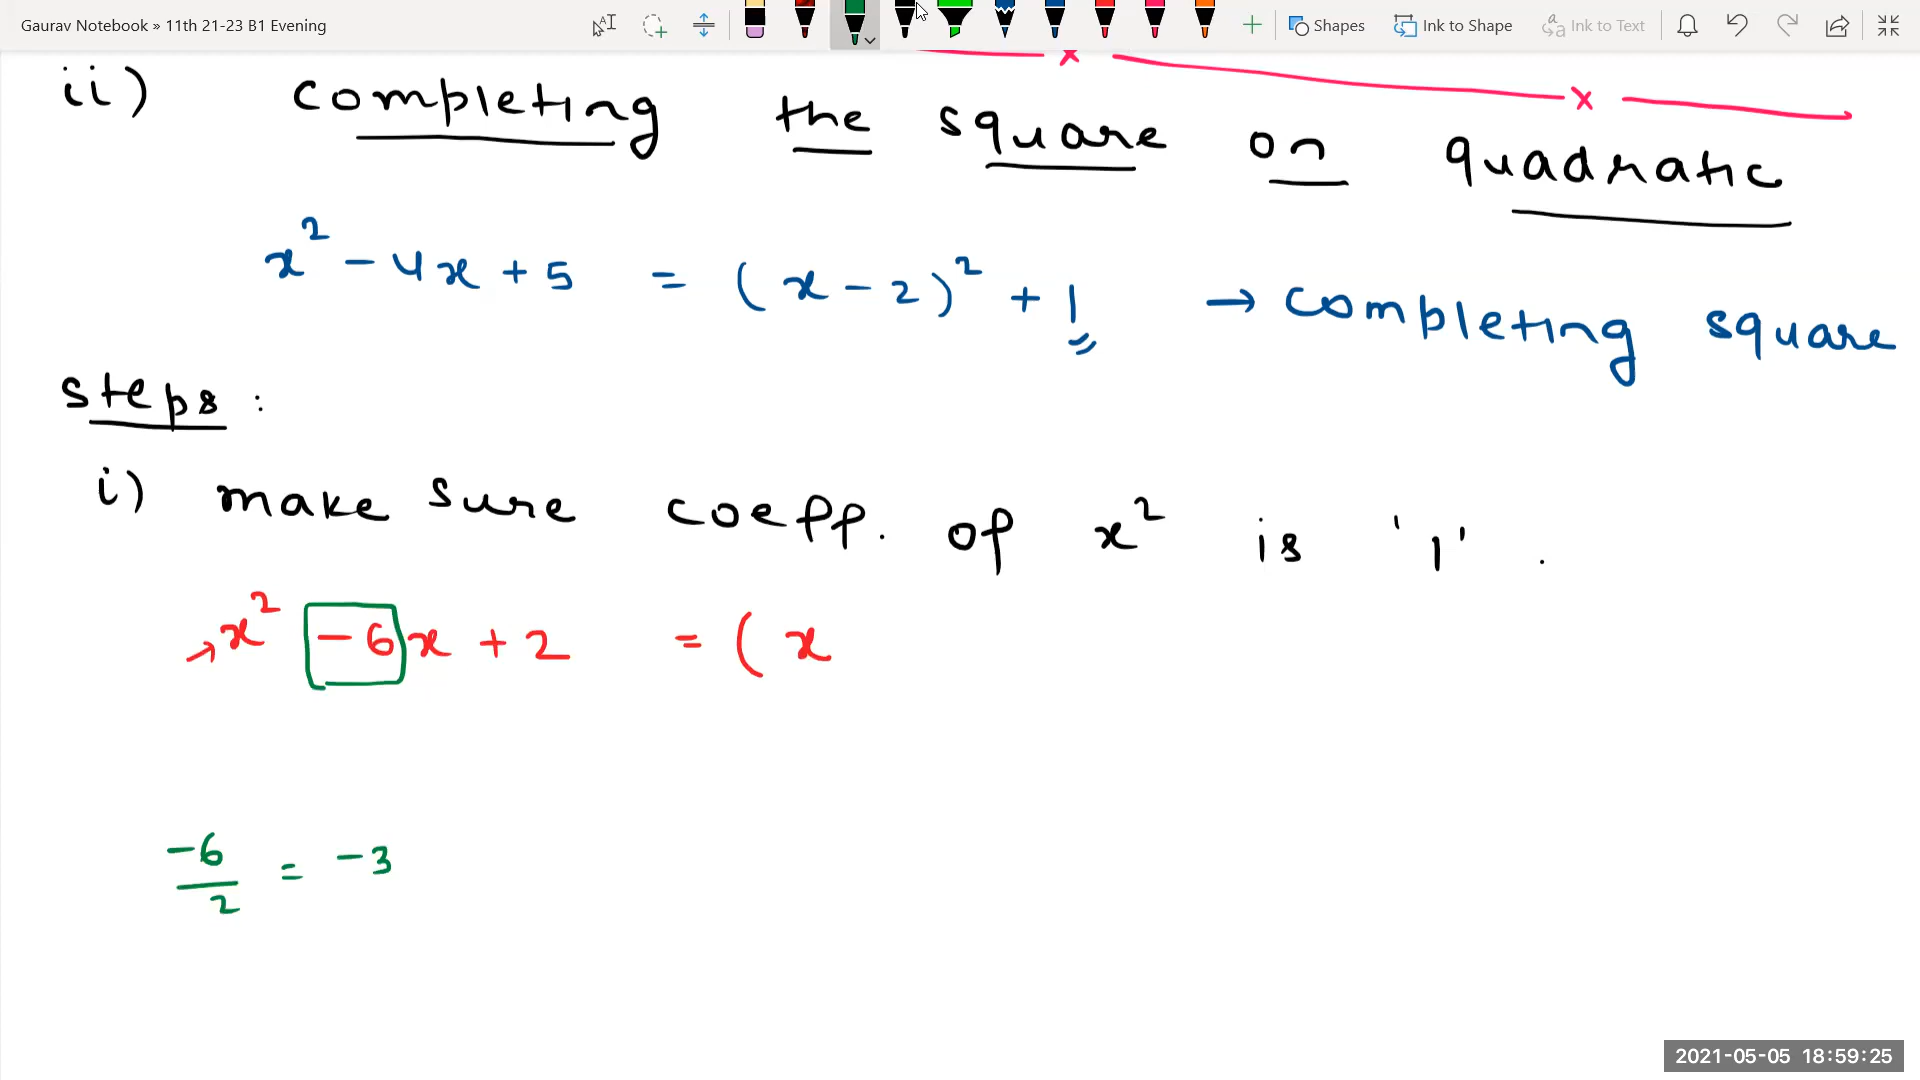 Gaurav Notebook » 11th 21-23 B1 Evening
Shapes Ink to Shape Ink to Text
ii) completing the square on quadratic
x² - 4x + 5 = (x - 2)² + 1 → completing square
steps :
i) make sure coeff. of x² is '1' .
→ x² - 6x + 2 = ( x
-6/2 = -3
2021-05-05 18:59:25